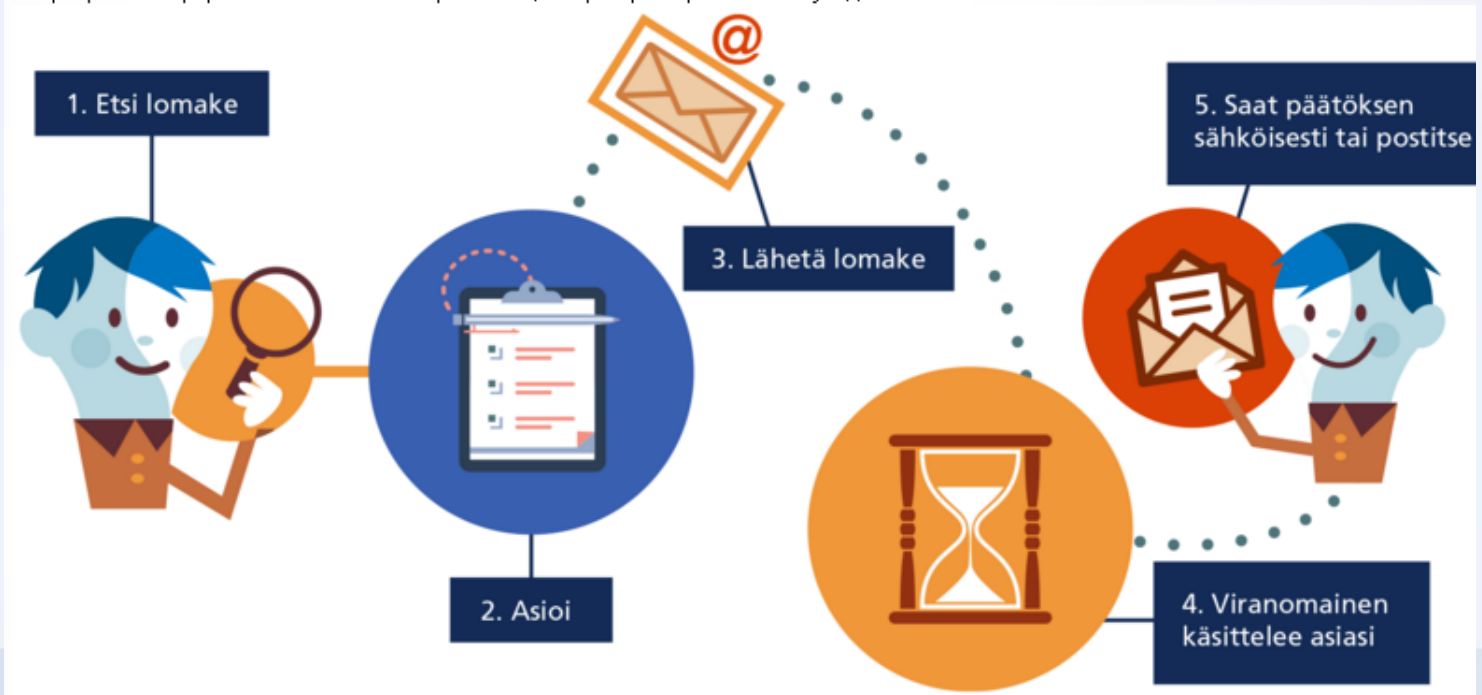 1. Etsi lomake
2. Asioi
@
3. Lähetä lomake
4. Viranomainen
käsittelee asiasi
5. Saat päätöksen
sähköisesti tai postitse